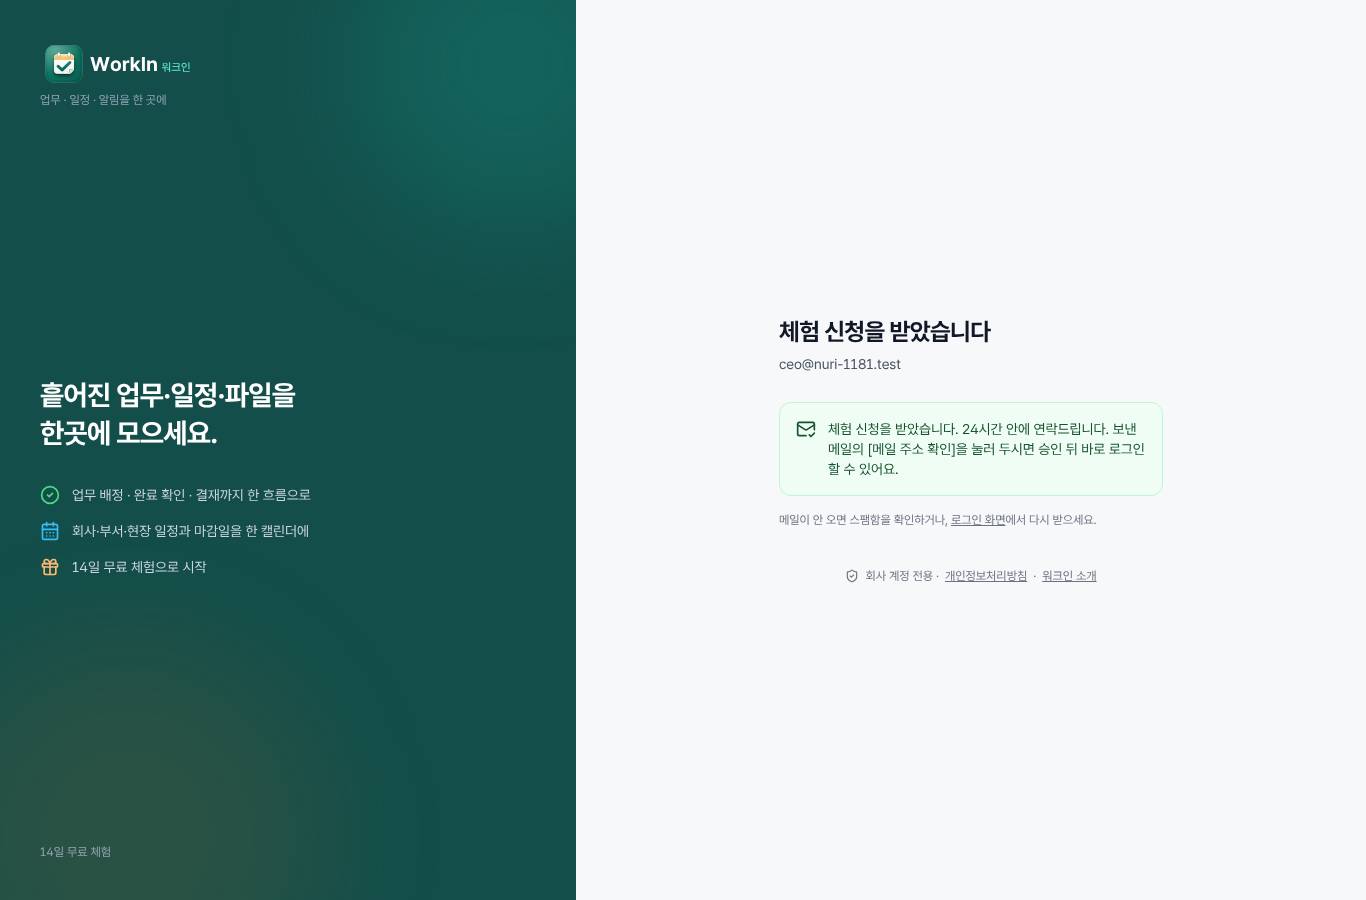 WorkIn 워크인
업무 · 일정 · 알림을 한 곳에
흩어진 업무·일정·파일을
한곳에 모으세요.
업무 배정 · 완료 확인 · 결재까지 한 흐름으로
회사·부서·현장 일정과 마감일을 한 캘린더에
14일 무료 체험으로 시작
14일 무료 체험
체험 신청을 받았습니다
ceo@nuri-1181.test
체험 신청을 받았습니다. 24시간 안에 연락드립니다. 보낸
메일의 [메일 주소 확인]을 눌러 두시면 승인 뒤 바로 로그인
할 수 있어요.
메일이 안 오면 스팸함을 확인하거나, 로그인 화면에서 다시 받으세요.
회사 계정 전용 · 개인정보처리방침 · 워크인 소개